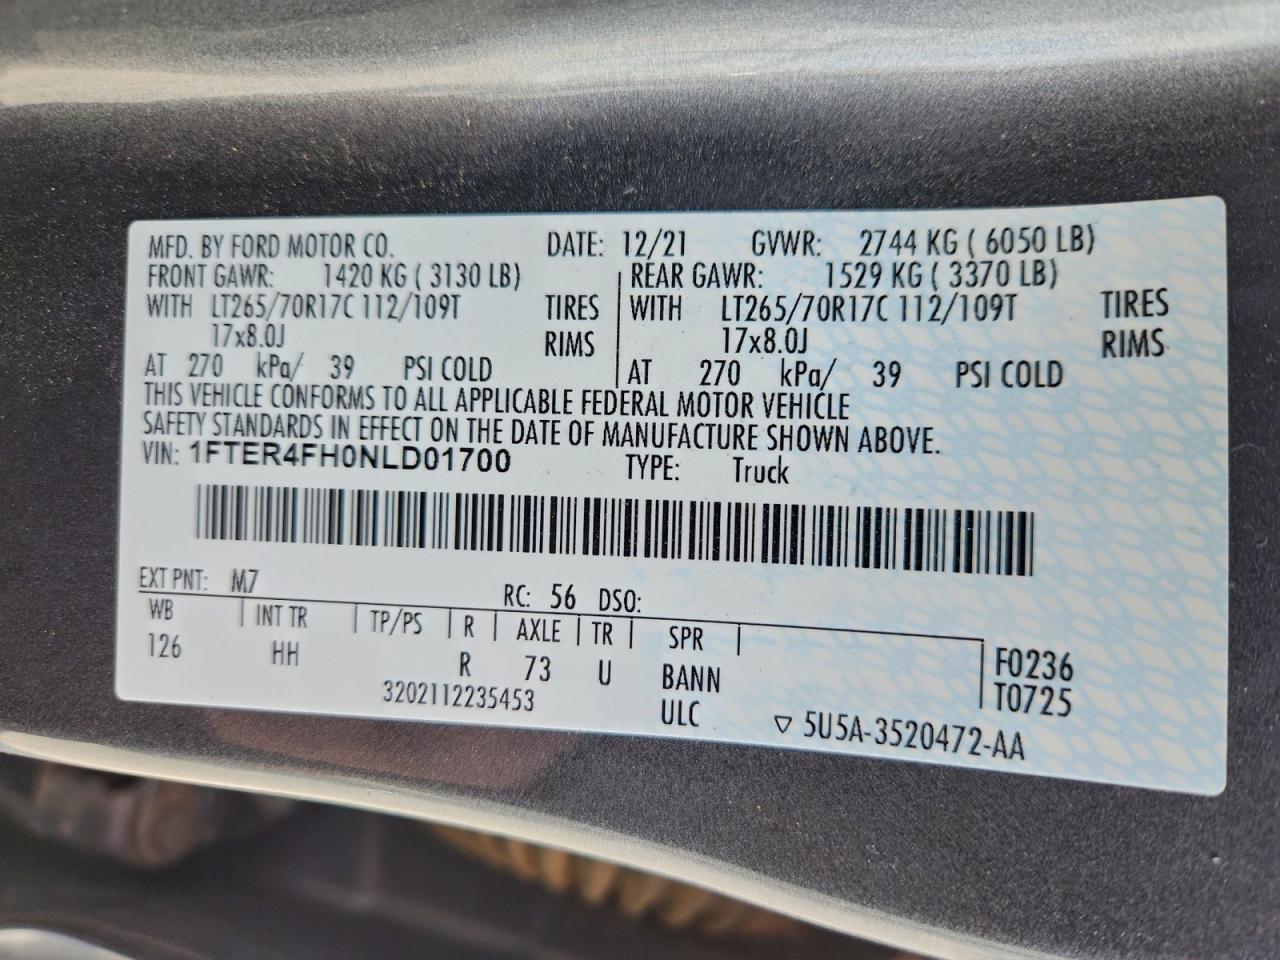 MFD. BY FORD MOTOR CO. DATE: 12/21 GVWR: 2744 KG ( 6050 LB)
FRONT GAWR: 1420 KG ( 3130 LB) REAR GAWR: 1529 KG ( 3370 LB)
WITH LT265/70R17C 112/109T TIRES WITH LT265/70R17C 112/109T TIRES
17x8.0J RIMS 17x8.0J RIMS
AT 270 kPa/ 39 PSI COLD AT 270 kPa/ 39 PSI COLD
THIS VEHICLE CONFORMS TO ALL APPLICABLE FEDERAL MOTOR VEHICLE
SAFETY STANDARDS IN EFFECT ON THE DATE OF MANUFACTURE SHOWN ABOVE.
VIN: 1FTER4FH0NLD01700 TYPE: Truck
EXT PNT: M7 RC: 56 DSO:
WB INT TR TP/PS R AXLE TR SPR
126 HH R 73 U BANN F0236
3202112235453 ULC T0725
▽ 5U5A-3520472-AA